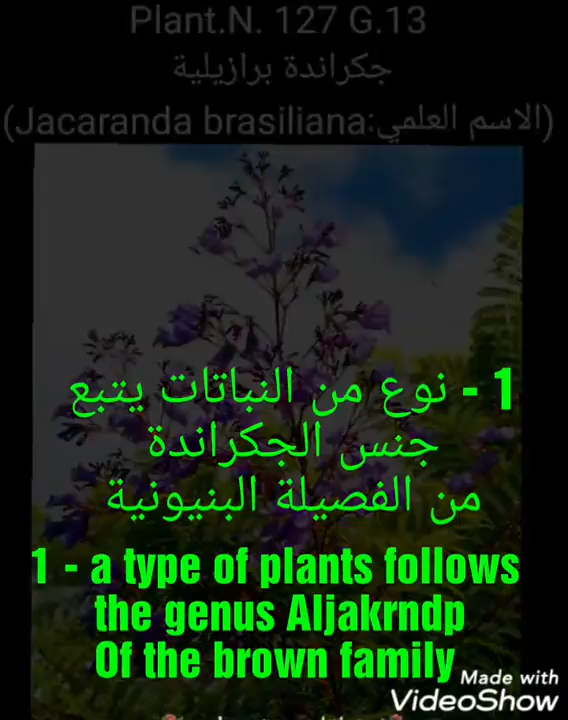 Plant.N. 127 G.13
جكراندة برازيلية
(الاسم العلمي:Jacaranda brasiliana)
1 - نوع من النباتات يتبع
جنس الجكراندة
من الفصيلة البنيونية
1 - a type of plants follows
the genus Aljakrndp
Of the brown family
Made with
VideoShow